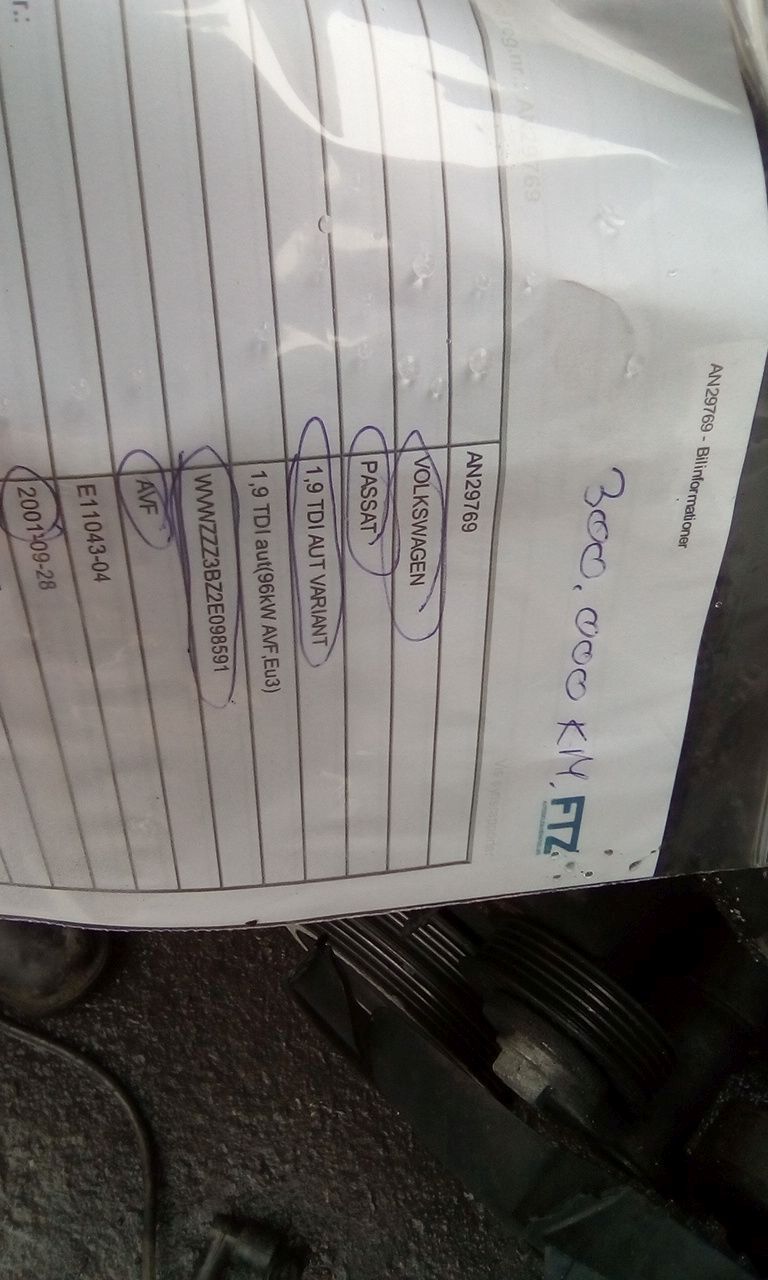 AN29769 - Bilinformationer
300.000 KM,
FTZ
AN29769
VOLKSWAGEN
PASSAT
1,9 TDI AUT VARIANT
1,9 TDI aut(96kW AVF,Eu3)
WVWZZZ3BZ2E098591
AVF
E11043-04
2001-09-28